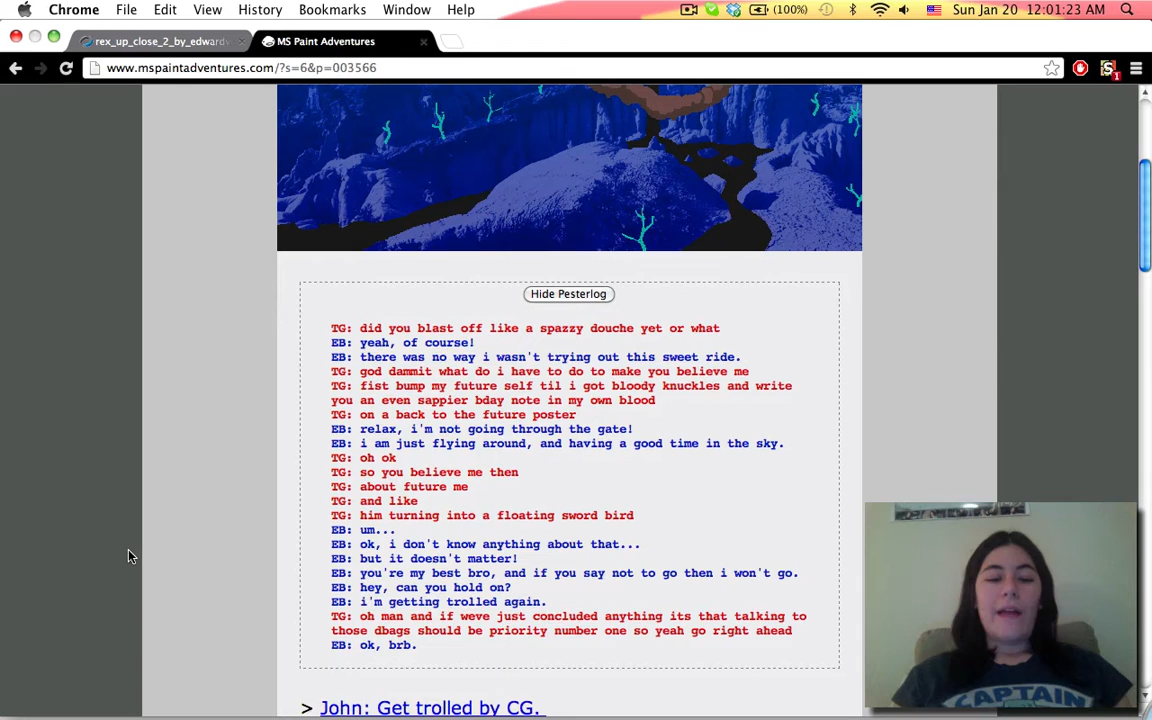 Chrome File Edit View History Bookmarks Window Help (100%) Sun Jan 20 12:01:23 AM
rex_up_close_2_by_edwardv MS Paint Adventures
www.mspaintadventures.com/?s=6&p=003566
Hide Pesterlog
TG: did you blast off like a spazzy douche yet or what
EB: yeah, of course!
EB: there was no way i wasn't trying out this sweet ride.
TG: god dammit what do i have to do to make you believe me
TG: fist bump my future self til i got bloody knuckles and write
you an even sappier bday note in my own blood
TG: on a back to the future poster
EB: relax, i'm not going through the gate!
EB: i am just flying around, and having a good time in the sky.
TG: oh ok
TG: so you believe me then
TG: about future me
TG: and like
TG: him turning into a floating sword bird
EB: um...
EB: ok, i don't know anything about that...
EB: but it doesn't matter!
EB: you're my best bro, and if you say not to go then i won't go.
EB: hey, can you hold on?
EB: i'm getting trolled again.
TG: oh man and if weve just concluded anything its that talking to
those dbags should be priority number one so yeah go right ahead
EB: ok, brb.
> John: Get trolled by CG.
CAPTAIN